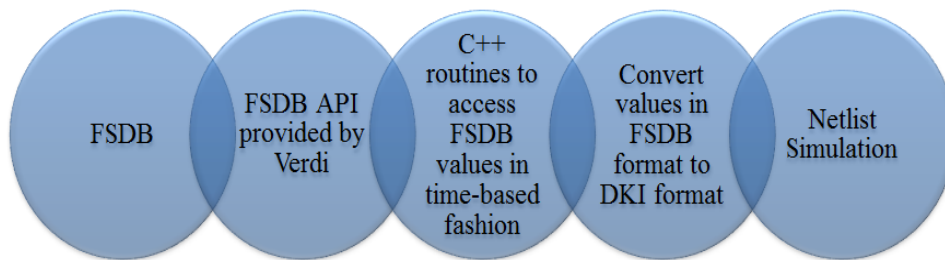 FSDB
FSDB API
provided by
Verdi
C++
routines to
access
FSDB
values in
time-based
fashion
Convert
values in
FSDB
format to
DKI format
Netlist
Simulation